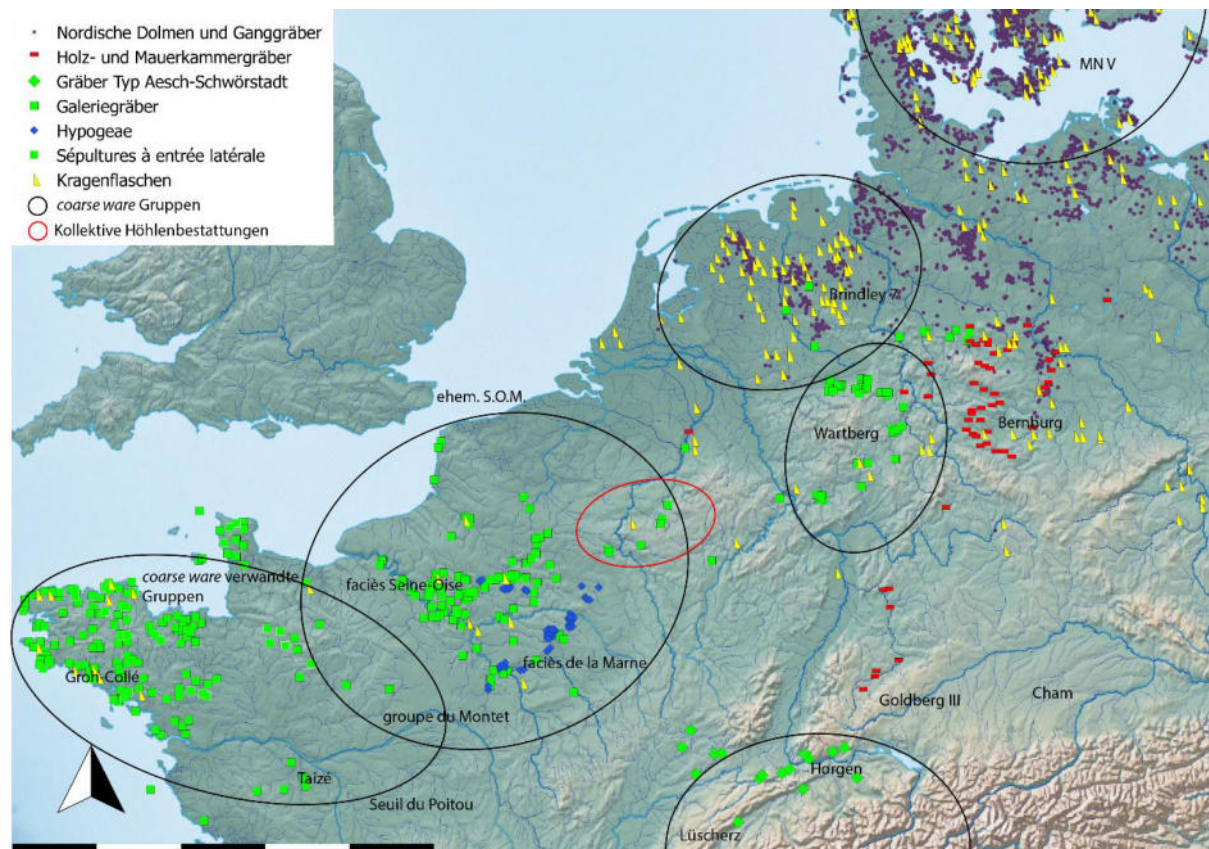 Nordische Dolmen und Ganggräber
Holz- und Mauerkammergräber
Gräber Typ Aesch-Schwörstadt
Galeriegräber
Hypogeae
Sépultures à entrée latérale
Kragenflaschen
coarse ware Gruppen
Kollektive Höhlenbestattungen
MN V
Brindley 7
ehem. S.O.M.
Wartberg
Bernburg
coarse ware verwandte
Gruppen
faciès Seine-Oise
faciès de la Marne
Groh-Collé
Goldberg III
Cham
groupe du Montet
Taizé
Horgen
Seuil du Poitou
Lüscherz